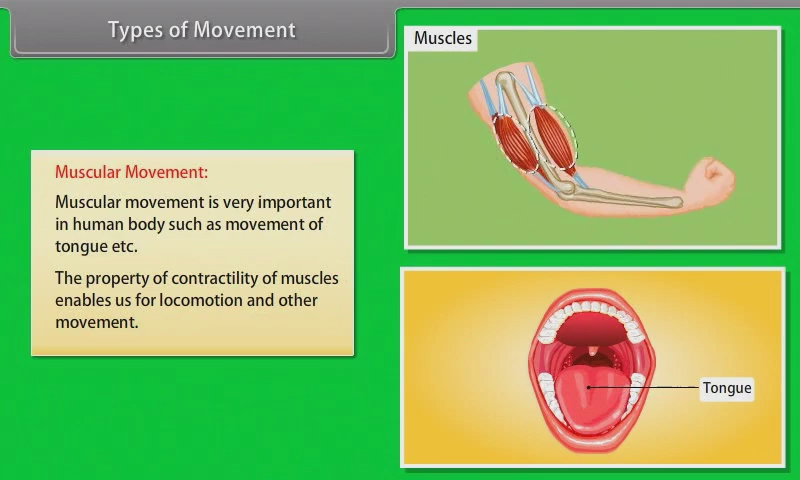 Types of Movement
Muscles
Muscular Movement:
Muscular movement is very important
in human body such as movement of
tongue etc.
The property of contractility of muscles
enables us for locomotion and other
movement.
Tongue